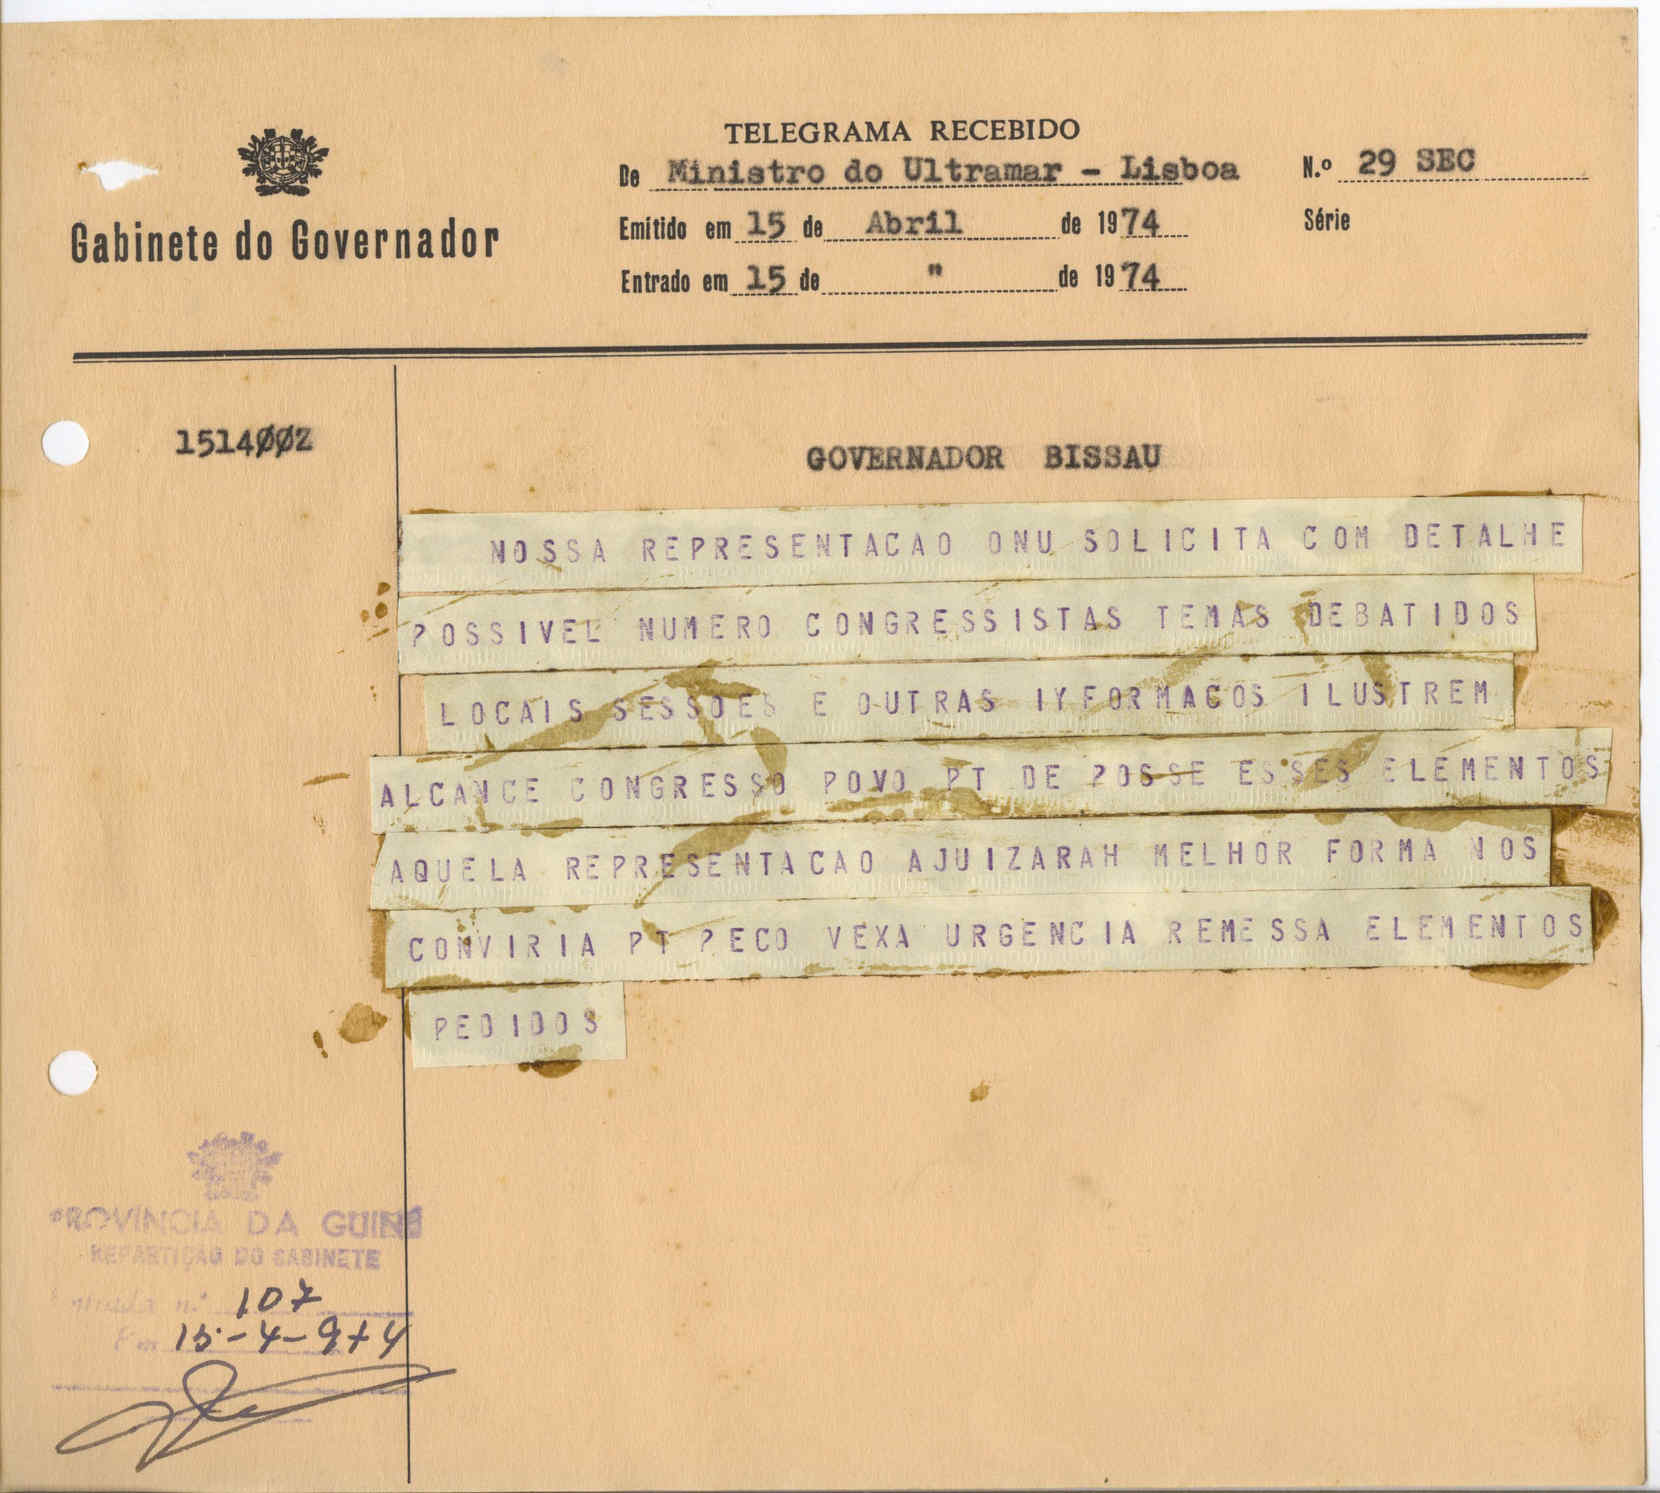 TELEGRAMA RECEBIDO
De Ministro do Ultramar - Lisboa
N.º 29 SEC
Gabinete do Governador
Emitido em 15 de Abril de 1974
Série
Entrado em 15 de " de 1974
1514ØØZ
GOVERNADOR BISSAU
NOSSA REPRESENTACAO ONU SOLICITA COM DETALHE
POSSIVEL NUMERO CONGRESSISTAS TEMAS DEBATIDOS
LOCAIS SESSOES E OUTRAS IYFORMACOS ILUSTREM
ALCANCE CONGRESSO POVO PT DE POSSE ESSES ELEMENTOS
AQUELA REPRESENTACAO AJUIZARAH MELHOR FORMA NOS
CONVIRIA PT PECO VEXA URGENCIA REMESSA ELEMENTOS
PEDIDOS
PROVÍNCIA DA GUINÉ
REPARTIÇÃO DO GABINETE
Entrada n.º 107
Em 15-4-974